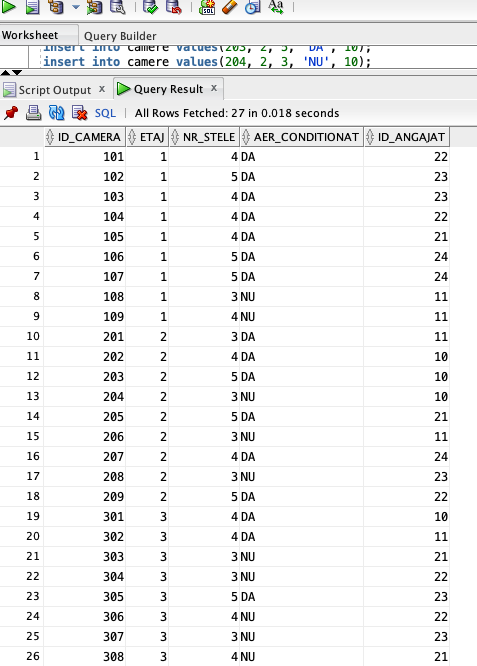 SQL Aa
Worksheet Query Builder
insert into camere values(203, 2, 5, 'DA', 10);
insert into camere values(204, 2, 3, 'NU', 10);
Script Output x Query Result x
SQL | All Rows Fetched: 27 in 0.018 seconds
ID_CAMERA ETAJ NR_STELE AER_CONDITIONAT ID_ANGAJAT
1 101 1 4 DA 22
2 102 1 5 DA 23
3 103 1 4 DA 23
4 104 1 4 DA 22
5 105 1 4 DA 21
6 106 1 5 DA 24
7 107 1 5 DA 24
8 108 1 3 NU 11
9 109 1 4 NU 11
10 201 2 3 DA 11
11 202 2 4 DA 10
12 203 2 5 DA 10
13 204 2 3 NU 10
14 205 2 5 DA 21
15 206 2 3 NU 11
16 207 2 4 DA 24
17 208 2 3 NU 23
18 209 2 5 DA 22
19 301 3 4 DA 10
20 302 3 4 DA 11
21 303 3 3 NU 21
22 304 3 3 NU 22
23 305 3 5 DA 23
24 306 3 4 NU 22
25 307 3 3 NU 23
26 308 3 4 NU 21